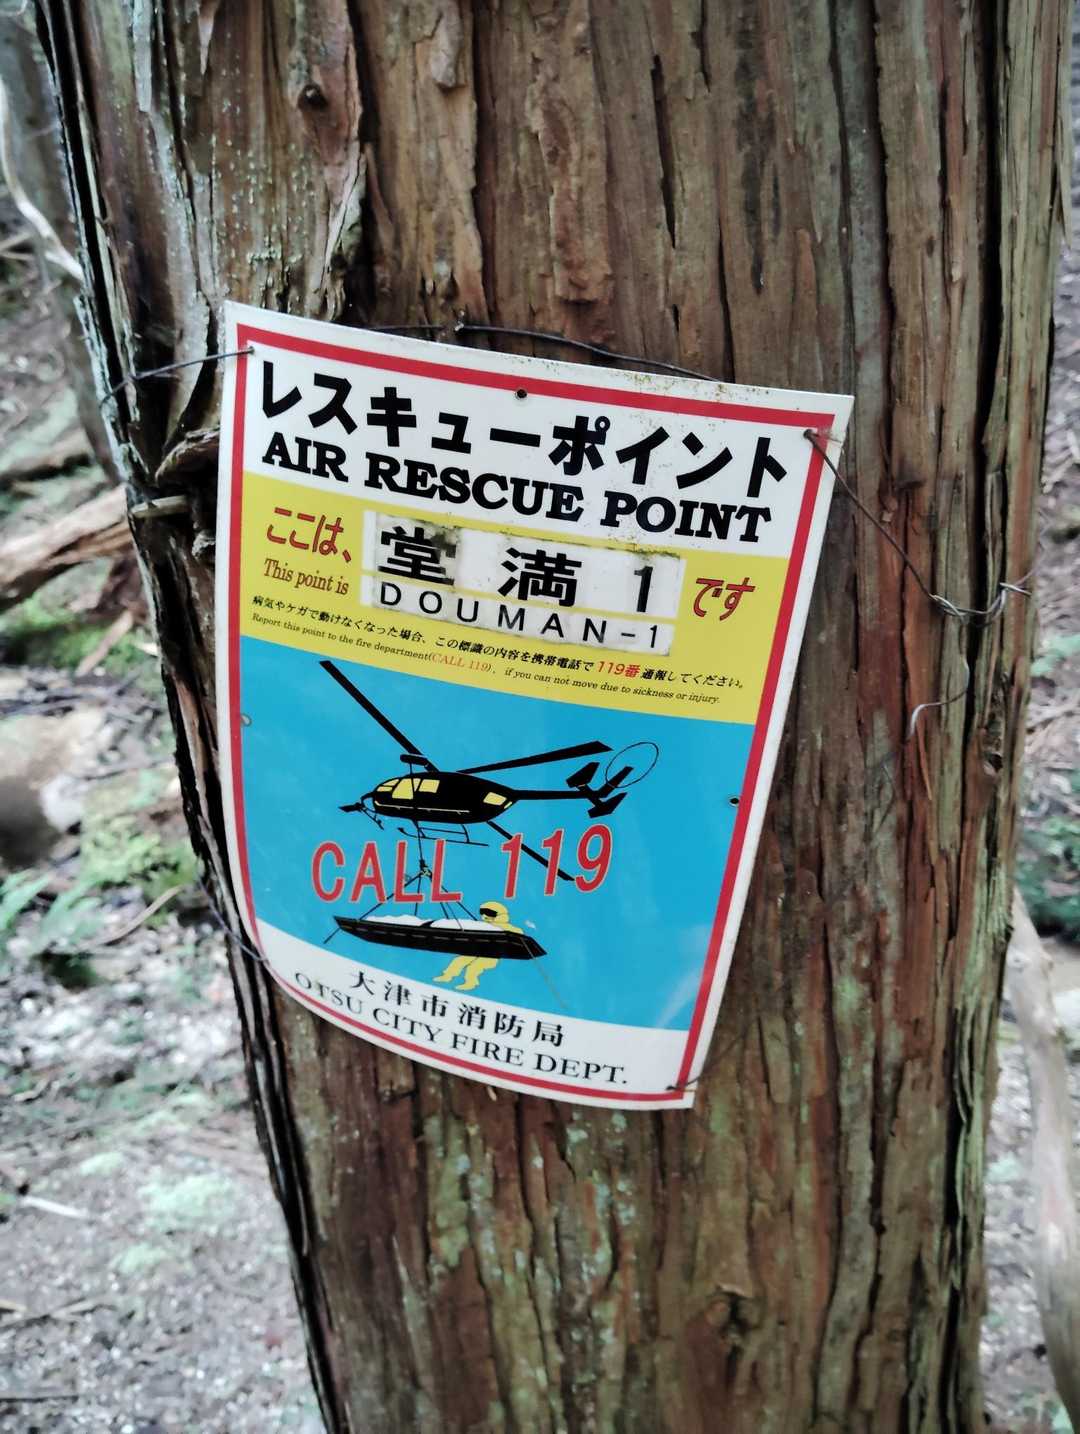 レスキューポイント
AIR RESCUE POINT
ここは、 堂満1 です
This point is DOUMAN-1
病気やケガで動けなくなった場合、この標識の内容を携帯電話で119番通報してください。
Report this point to the fire department(CALL 119)、if you can not move due to sickness or injury.
CALL 119
大津市消防局
OTSU CITY FIRE DEPT.